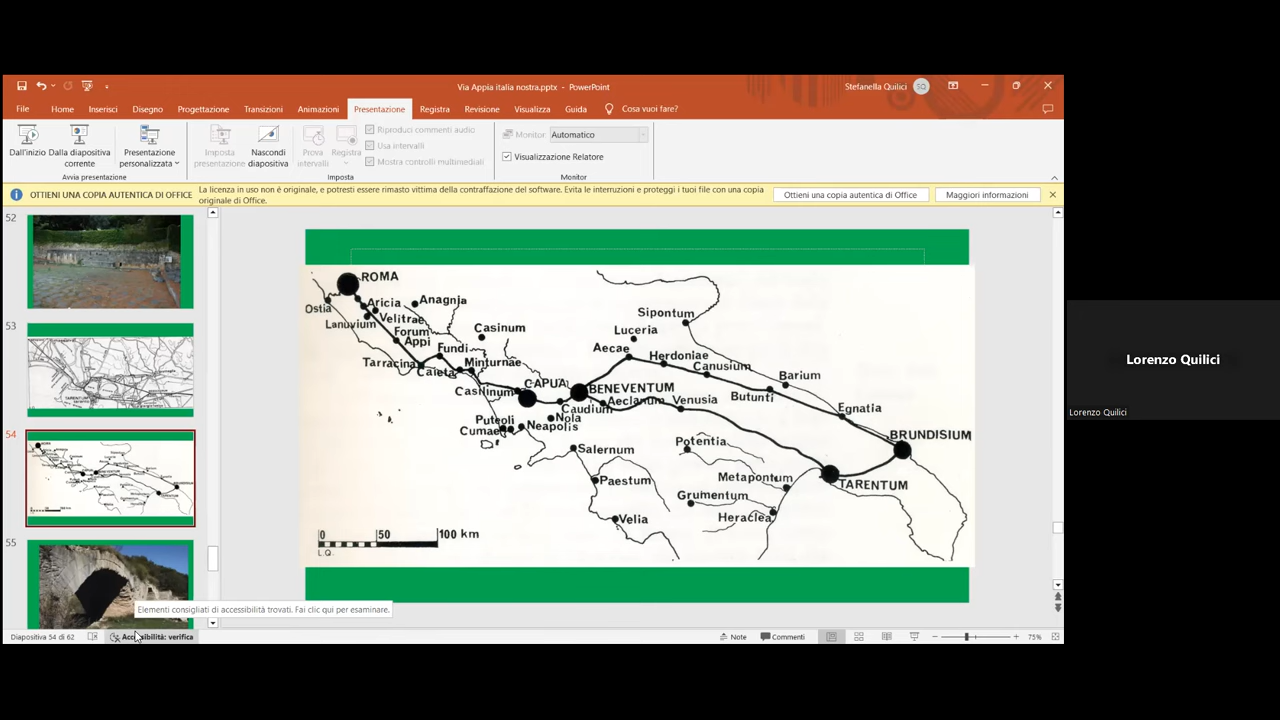 Via Appia italia nostra.pptx - PowerPoint
Stefanella Quilici
SQ
File Home Inserisci Disegno Progettazione Transizioni Animazioni Presentazione Registra Revisione Visualizza Guida Cosa vuoi fare?
Dall'inizio
Dalla diapositiva corrente
Presentazione personalizzata
Avvia presentazione
Imposta presentazione
Nascondi diapositiva
Prova intervalli
Registra
Riproduci commenti audio
Usa intervalli
Mostra controlli multimediali
Imposta
Monitor: Automatico
Visualizzazione Relatore
Monitor
OTTIENI UNA COPIA AUTENTICA DI OFFICE
La licenza in uso non è originale, e potresti essere rimasto vittima della contraffazione del software. Evita le interruzioni e proteggi i tuoi file con una copia
originale di Office.
Ottieni una copia autentica di Office
Maggiori informazioni
52
53
54
55
ROMA
Ostia
Aricia
Anagnia
Lanuvium
Velitrae
Forum
Appi
Casinum
Fundi
Tarracina
Caieta
Minturnae
Casilinum
CAPUA
Caudium
BENEVENTUM
Aeclanum
Venusia
Puteoli
Cumae
Nola
Neapolis
Sipontum
Luceria
Aecae
Herdoniae
Canusium
Barium
Butunti
Egnatia
BRUNDISIUM
Salernum
Potentia
Paestum
Metapontum
TARENTUM
Grumentum
Heraclea
Velia
0 50 100 km
L.Q.
Elementi consigliati di accessibilità trovati. Fai clic qui per esaminare.
Diapositiva 54 di 62
Accessibilità: verifica
Note
Commenti
75%
Lorenzo Quilici
Lorenzo Quilici